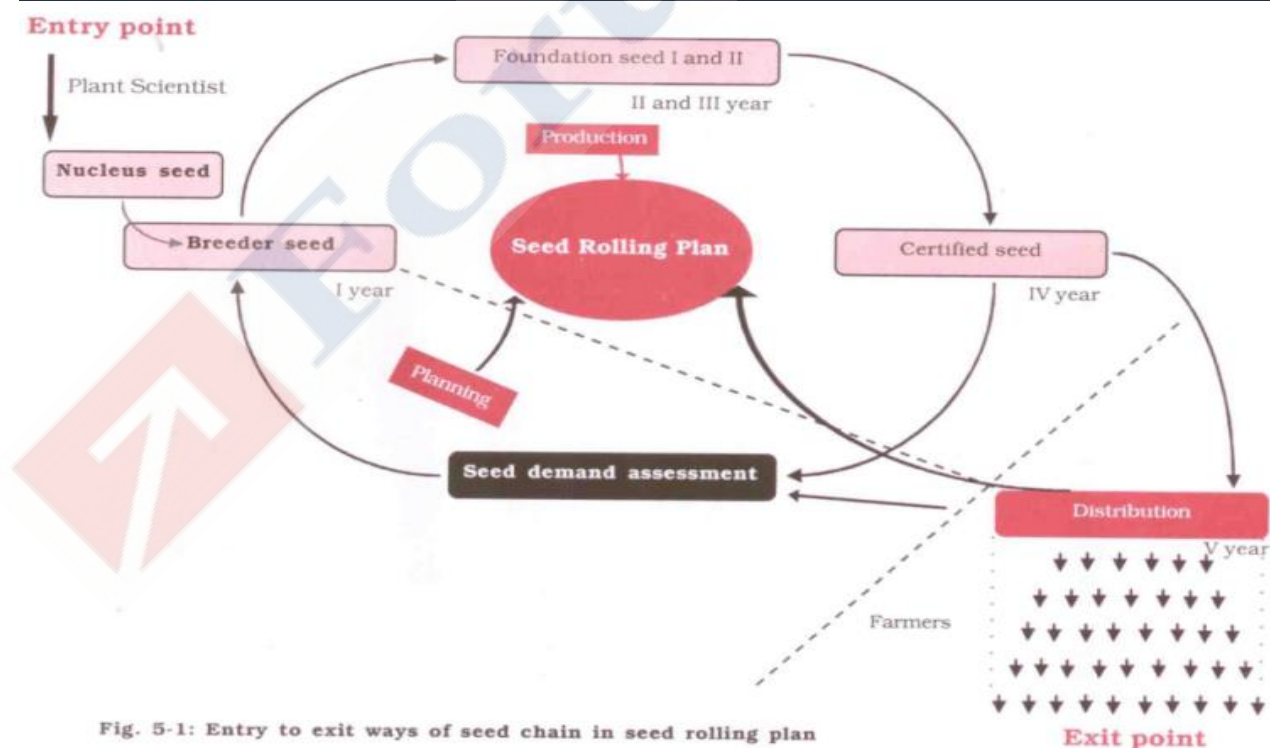 Entry point
Plant Scientist
Nucleus seed
Breeder seed
I year
Foundation seed I and II
II and III year
Production
Seed Rolling Plan
Certified seed
IV year
Planning
Seed demand assessment
Distribution
V year
Farmers
Exit point
Fig. 5-1: Entry to exit ways of seed chain in seed rolling plan
For